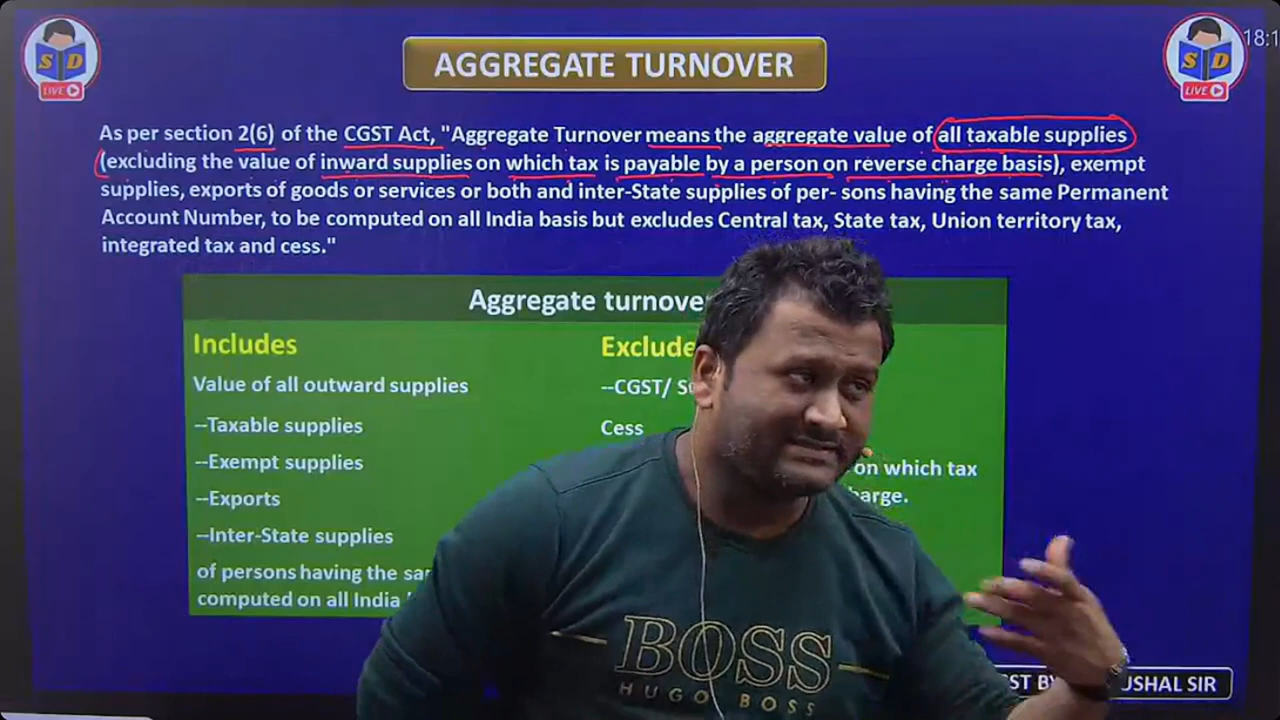 S D
LIVE
AGGREGATE TURNOVER
S D
LIVE
18:1
As per section 2(6) of the CGST Act, "Aggregate Turnover means the aggregate value of all taxable supplies
(excluding the value of inward supplies on which tax is payable by a person on reverse charge basis), exempt
supplies, exports of goods or services or both and inter-State supplies of per- sons having the same Permanent
Account Number, to be computed on all India basis but excludes Central tax, State tax, Union territory tax,
integrated tax and cess."
Aggregate turnover
Includes
Exclude
Value of all outward supplies
--CGST/
--Taxable supplies
Cess
--Exempt supplies
on which tax
--Exports
--Inter-State supplies
of persons having the
computed on all India
BOSS
HUGO BOSS
SIR